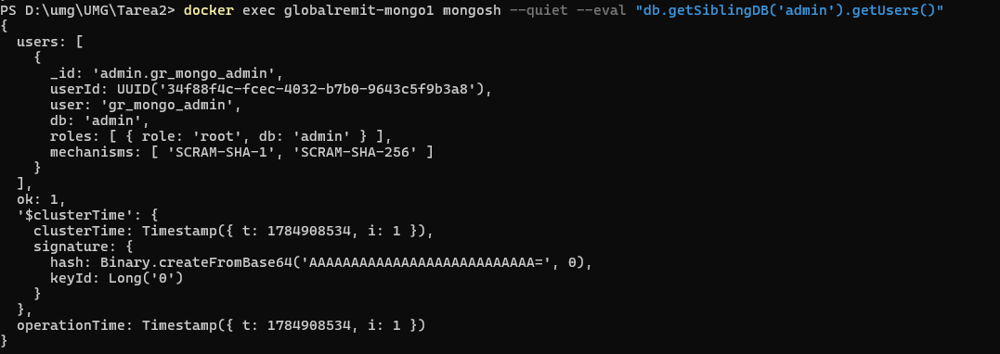 PS D:\umg\UMG\Tarea2> docker exec globalremit-mongo1 mongosh --quiet --eval "db.getSiblingDB('admin').getUsers()"
{
  users: [
    {
      _id: 'admin.gr_mongo_admin',
      userId: UUID('34f88f4c-fcec-4032-b7b0-9643c5f9b3a8'),
      user: 'gr_mongo_admin',
      db: 'admin',
      roles: [ { role: 'root', db: 'admin' } ],
      mechanisms: [ 'SCRAM-SHA-1', 'SCRAM-SHA-256' ]
    }
  ],
  ok: 1,
  '$clusterTime': {
    clusterTime: Timestamp({ t: 1784908534, i: 1 }),
    signature: {
      hash: Binary.createFromBase64('AAAAAAAAAAAAAAAAAAAAAAAAAAA=', 0),
      keyId: Long('0')
    }
  },
  operationTime: Timestamp({ t: 1784908534, i: 1 })
}